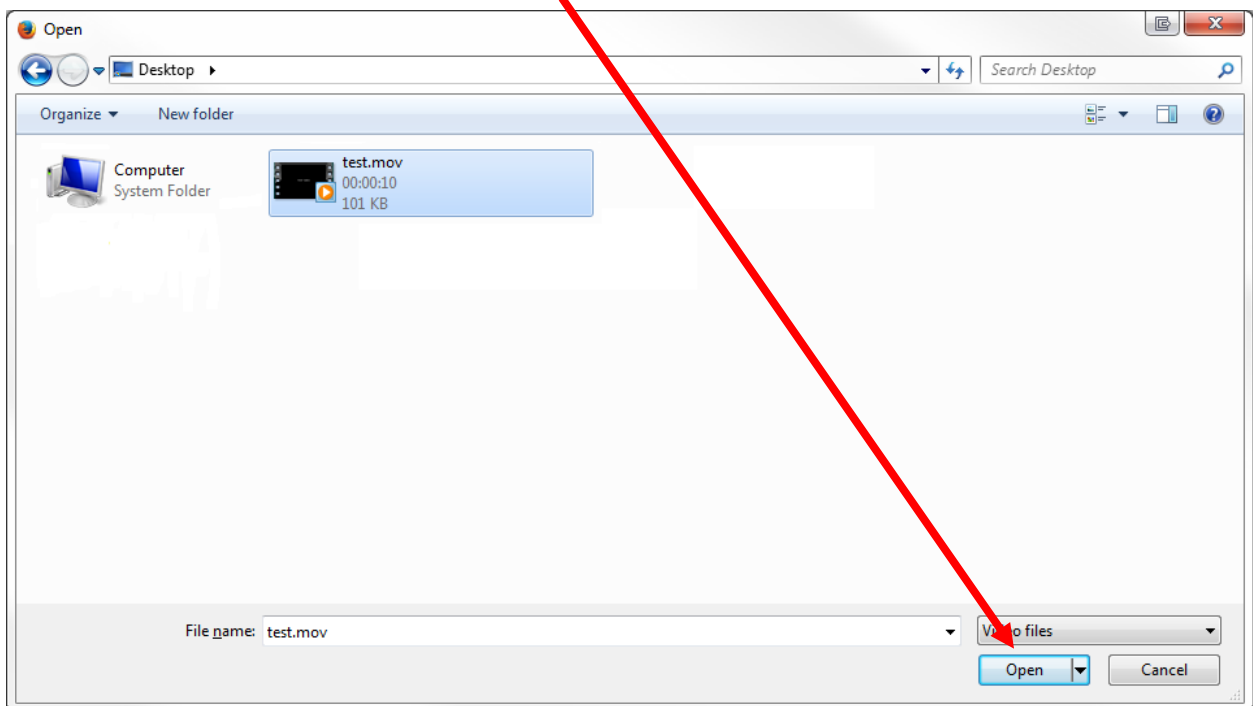 Open
Desktop
Search Desktop
Organize New folder
Computer
System Folder
test.mov
00:00:10
101 KB
File name: test.mov
files
Open Cancel